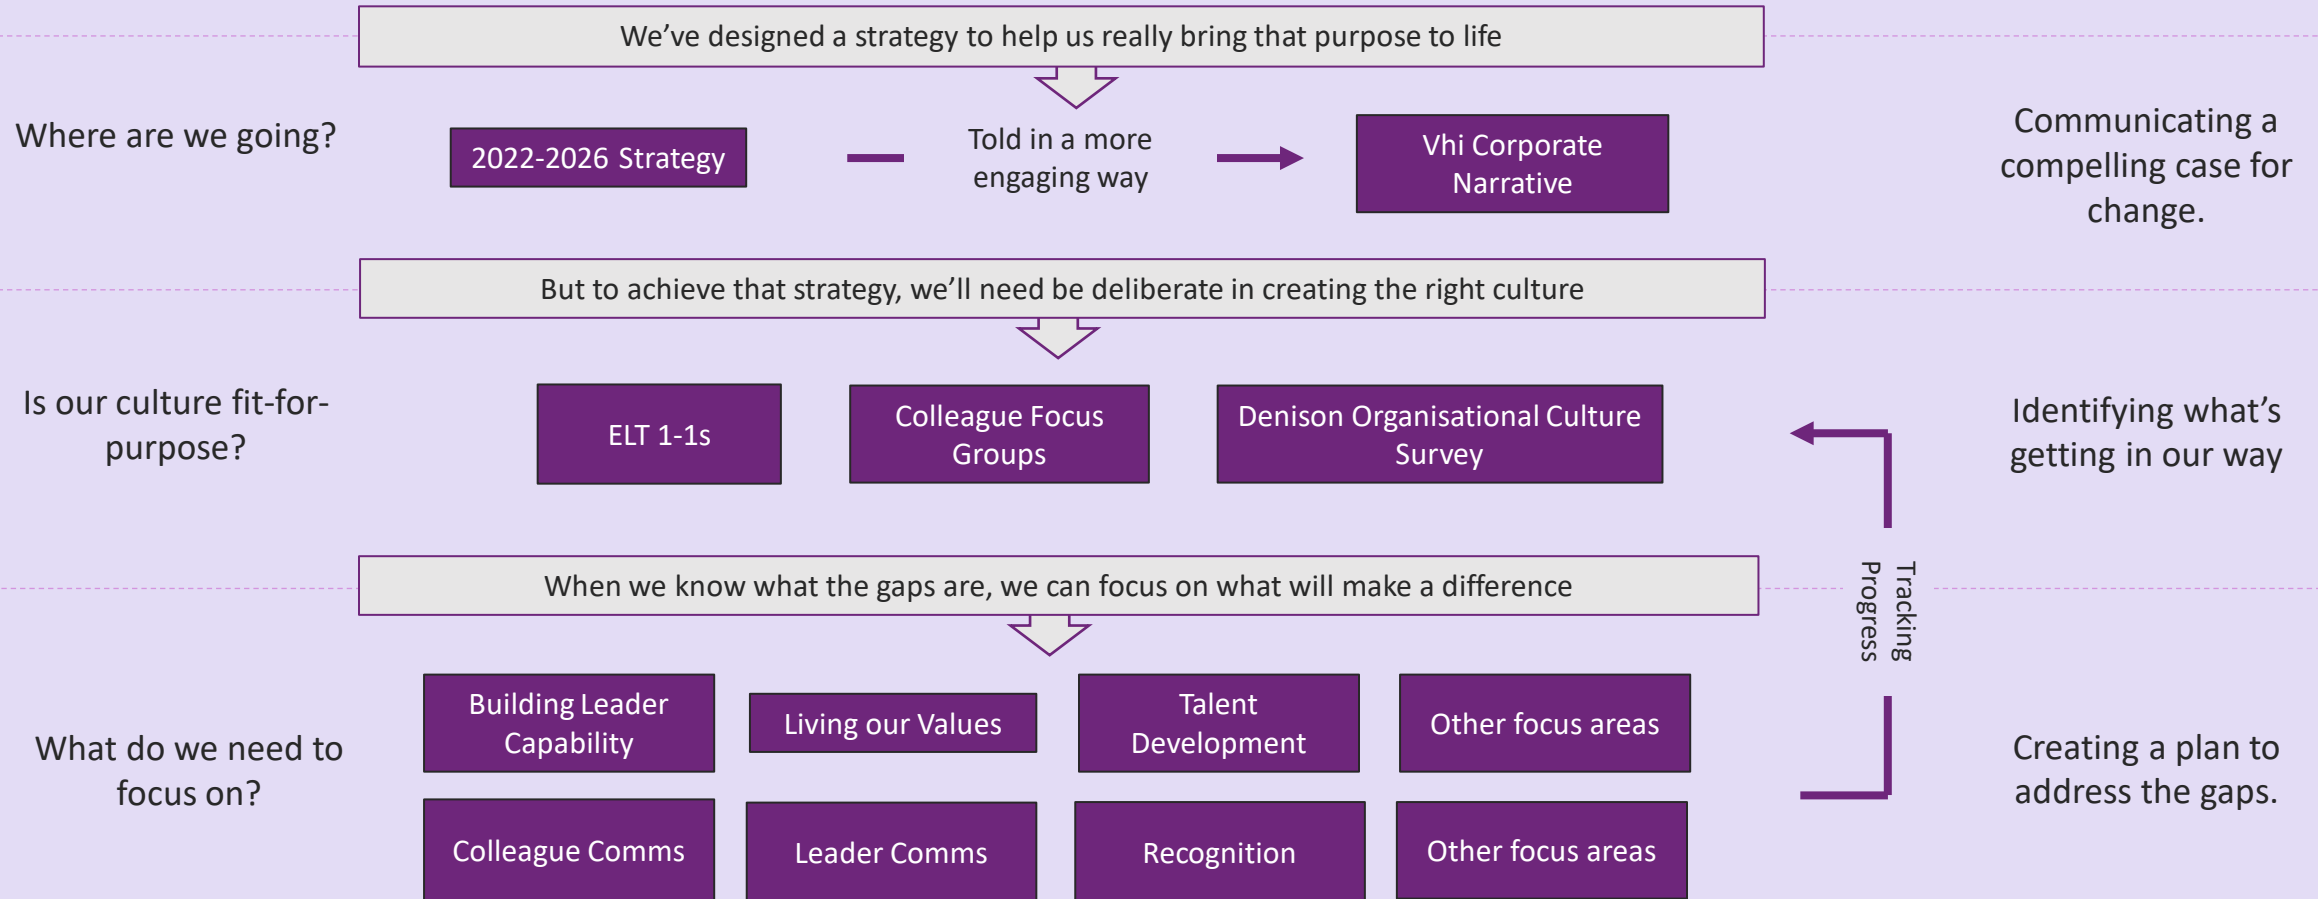 We’ve designed a strategy to help us really bring that purpose to life
Where are we going?
2022-2026 Strategy
Told in a more
engaging way
Vhi Corporate
Narrative
Communicating a
compelling case for
change.
But to achieve that strategy, we’ll need be deliberate in creating the right culture
Is our culture fit-for-
purpose?
ELT 1-1s
Colleague Focus
Groups
Denison Organisational Culture
Survey
Identifying what’s
getting in our way
When we know what the gaps are, we can focus on what will make a difference
Tracking
Progress
What do we need to
focus on?
Building Leader
Capability
Living our Values
Talent
Development
Other focus areas
Colleague Comms
Leader Comms
Recognition
Other focus areas
Creating a plan to
address the gaps.